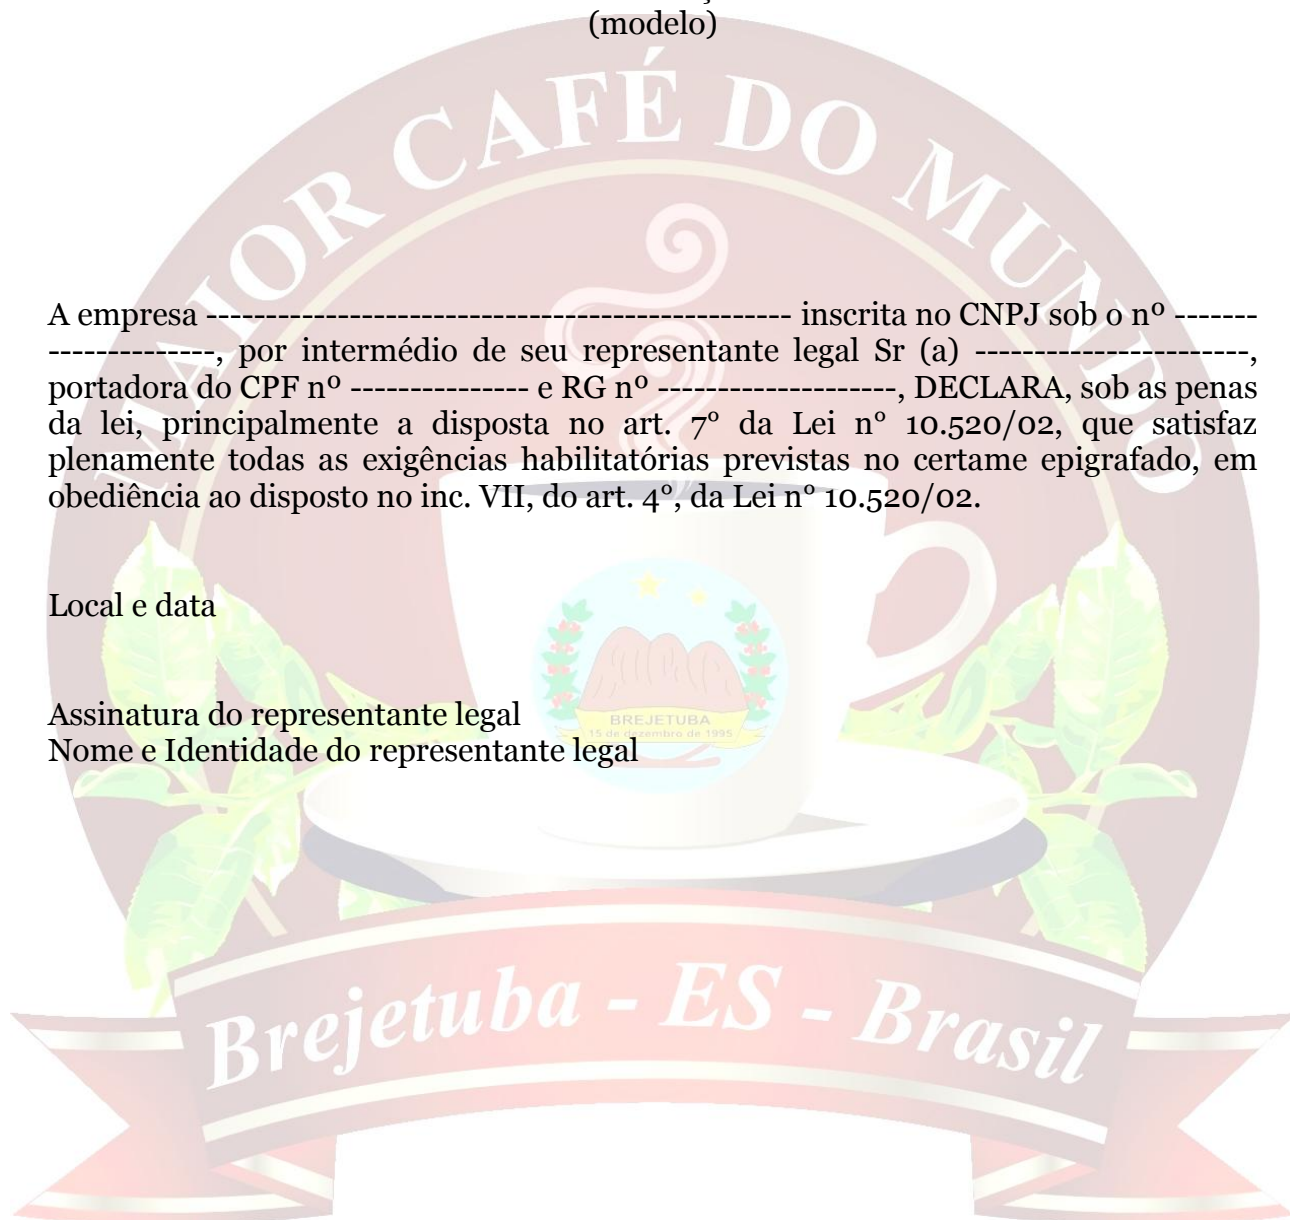 (modelo)
MAIOR CAFÉ DO MUNDO
A empresa ------------------------------------------------- inscrita no CNPJ sob o nº -------
--------------, por intermédio de seu representante legal Sr (a) -----------------------,
portadora do CPF nº --------------- e RG nº --------------------, DECLARA, sob as penas
da lei, principalmente a disposta no art. 7° da Lei n° 10.520/02, que satisfaz
plenamente todas as exigências habilitatórias previstas no certame epigrafado, em
obediência ao disposto no inc. VII, do art. 4°, da Lei n° 10.520/02.
Local e data
Assinatura do representante legal
Nome e Identidade do representante legal
BREJETUBA
15 de dezembro de 1995
Brejetuba - ES - Brasil